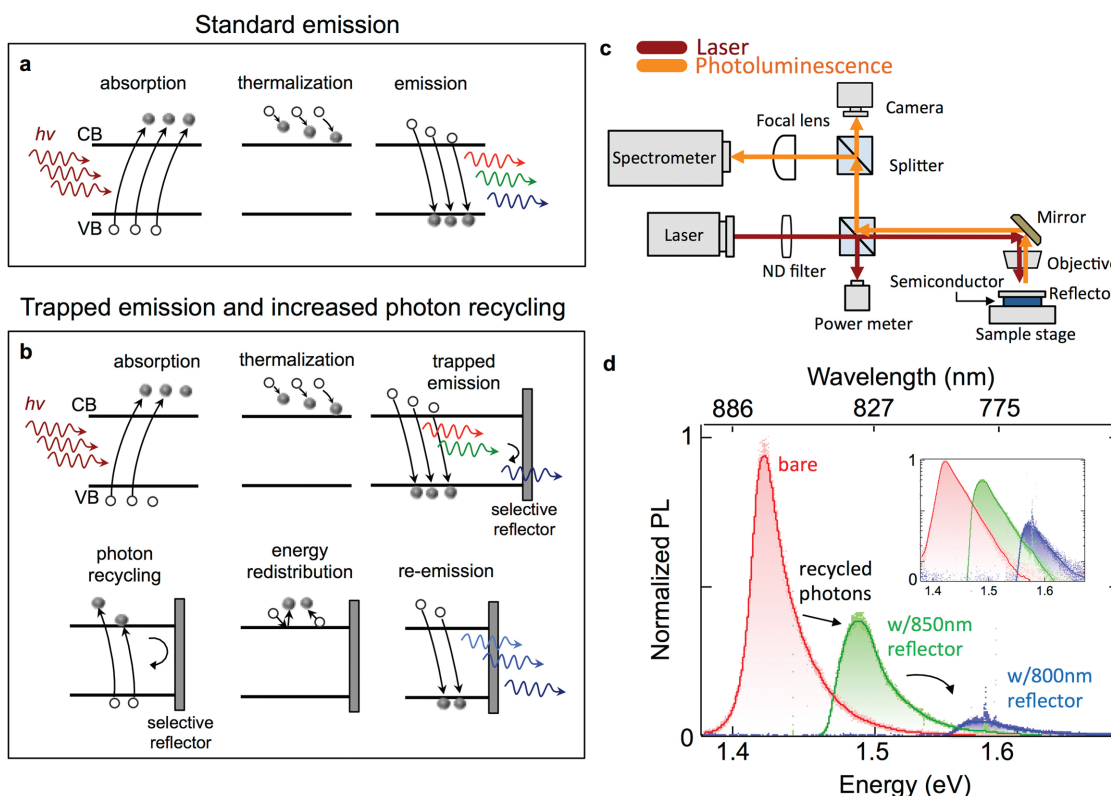 Standard emission
a
absorption
thermalization
emission
hν
CB
VB
Trapped emission and increased photon recycling
b
absorption
thermalization
trapped
emission
hν
CB
VB
selective
reflector
photon
recycling
energy
redistribution
re-emission
selective
reflector
c
Laser
Photoluminescence
Camera
Focal lens
Spectrometer
Splitter
Laser
Mirror
ND filter
Objective
Semiconductor
Reflector
Power meter
Sample stage
d
Wavelength (nm)
886
827
775
1
bare
recycled
photons
w/850nm
reflector
w/800nm
reflector
Normalized PL
0
1.4
1.5
1.6
Energy (eV)
1
0
1.4
1.5
1.6